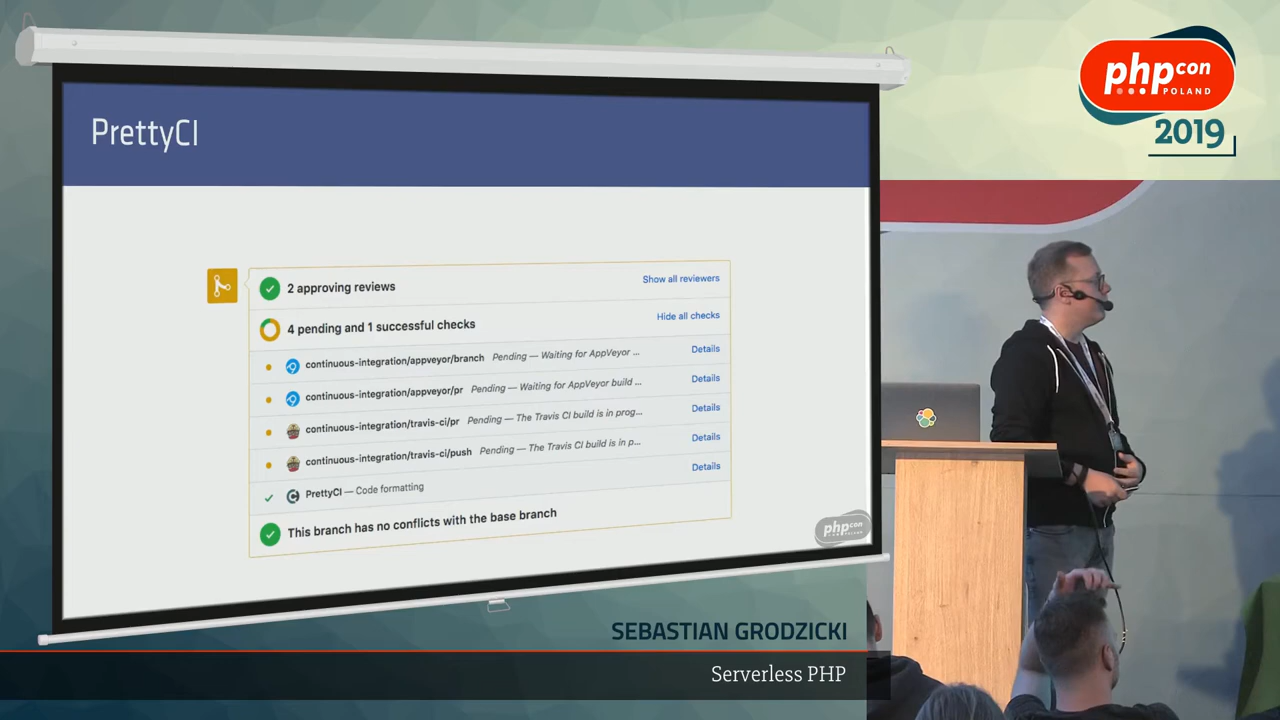 PrettyCI
2 approving reviews
Show all reviewers
4 pending and 1 successful checks
Hide all checks
continuous-integration/appveyor/branch Pending — Waiting for AppVeyor ...
Details
continuous-integration/appveyor/pr Pending — Waiting for AppVeyor build ...
Details
continuous-integration/travis-ci/pr Pending — The Travis CI build is in prog...
Details
continuous-integration/travis-ci/push Pending — The Travis CI build is in p...
Details
PrettyCI — Code formatting
Details
This branch has no conflicts with the base branch
phpcon
POLAND
phpcon
POLAND
2019
SEBASTIAN GRODZICKI
Serverless PHP